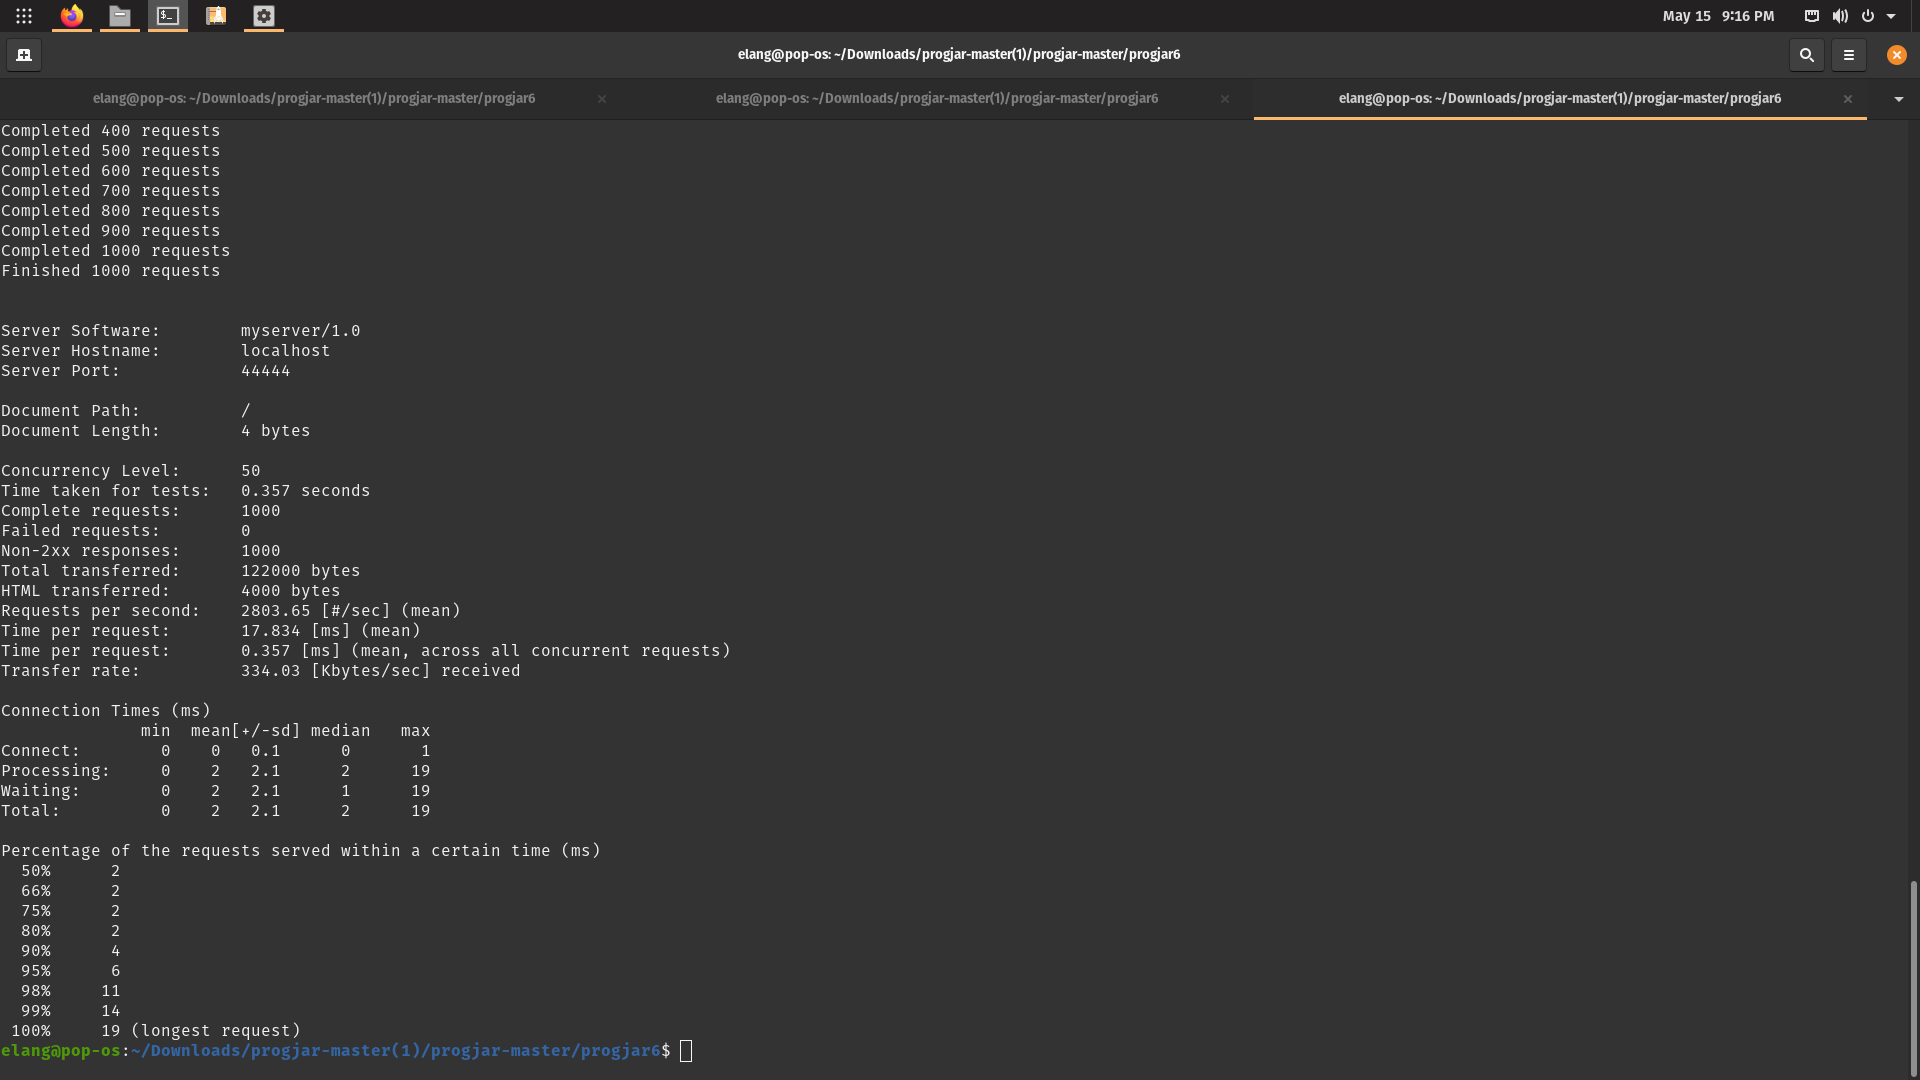 May 15 9:16 PM
elang@pop-os: ~/Downloads/progjar-master(1)/progjar-master/progjar6
elang@pop-os: ~/Downloads/progjar-master(1)/progjar-master/progjar6
elang@pop-os: ~/Downloads/progjar-master(1)/progjar-master/progjar6
elang@pop-os: ~/Downloads/progjar-master(1)/progjar-master/progjar6
Completed 400 requests
Completed 500 requests
Completed 600 requests
Completed 700 requests
Completed 800 requests
Completed 900 requests
Completed 1000 requests
Finished 1000 requests
Server Software:        myserver/1.0
Server Hostname:        localhost
Server Port:            44444
Document Path:          /
Document Length:        4 bytes
Concurrency Level:      50
Time taken for tests:   0.357 seconds
Complete requests:      1000
Failed requests:        0
Non-2xx responses:      1000
Total transferred:      122000 bytes
HTML transferred:       4000 bytes
Requests per second:    2803.65 [#/sec] (mean)
Time per request:       17.834 [ms] (mean)
Time per request:       0.357 [ms] (mean, across all concurrent requests)
Transfer rate:          334.03 [Kbytes/sec] received
Connection Times (ms)
              min  mean[+/-sd] median   max
Connect:        0    0   0.1      0       1
Processing:     0    2   2.1      2      19
Waiting:        0    2   2.1      1      19
Total:          0    2   2.1      2      19
Percentage of the requests served within a certain time (ms)
  50%      2
  66%      2
  75%      2
  80%      2
  90%      4
  95%      6
  98%     11
  99%     14
 100%     19 (longest request)
elang@pop-os:~/Downloads/progjar-master(1)/progjar-master/progjar6$